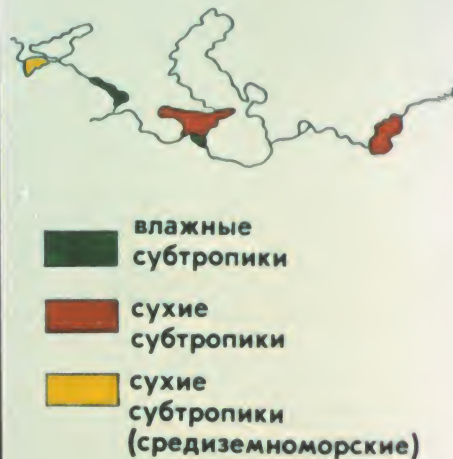 влажные
субтропики
сухие
субтропики
сухие
субтропики
(средиземноморские)